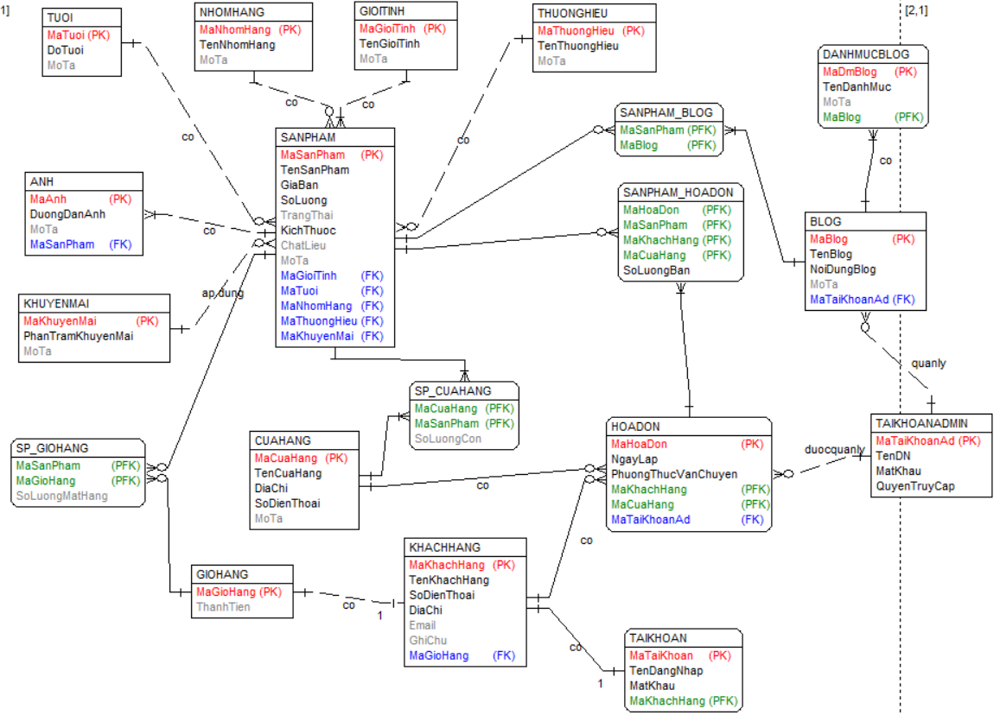 1]
[2,1]
TUOI
MaTuoi (PK)
DoTuoi
MoTa
NHOMHANG
MaNhomHang (PK)
TenNhomHang
MoTa
GIOITINH
MaGioiTinh (PK)
TenGioiTinh
MoTa
THUONGHIEU
MaThuongHieu (PK)
TenThuongHieu
MoTa
DANHMUCBLOG
MaDmBlog (PK)
TenDanhMuc
MoTa
MaBlog (PFK)
co
co
co
co
co
SANPHAM
MaSanPham (PK)
TenSanPham
GiaBan
SoLuong
TrangThai
KichThuoc
ChatLieu
MoTa
MaGioiTinh (FK)
MaTuoi (FK)
MaNhomHang (FK)
MaThuongHieu (FK)
MaKhuyenMai (FK)
SANPHAM_BLOG
MaSanPham (PFK)
MaBlog (PFK)
ANH
MaAnh (PK)
DuongDanAnh
MoTa
MaSanPham (FK)
co
SANPHAM_HOADON
MaHoaDon (PFK)
MaSanPham (PFK)
MaKhachHang (PFK)
MaCuaHang (PFK)
SoLuongBan
BLOG
MaBlog (PK)
TenBlog
NoiDungBlog
MoTa
MaTaiKhoanAd (FK)
KHUYENMAI
MaKhuyenMai (PK)
PhanTramKhuyenMai
MoTa
ap dung
quanly
SP_CUAHANG
MaCuaHang (PFK)
MaSanPham (PFK)
SoLuongCon
SP_GIOHANG
MaSanPham (PFK)
MaGioHang (PFK)
SoLuongMatHang
CUAHANG
MaCuaHang (PK)
TenCuaHang
DiaChi
SoDienThoai
MoTa
co
HOADON
MaHoaDon (PK)
NgayLap
PhuongThucVanChuyen
MaKhachHang (PFK)
MaCuaHang (PFK)
MaTaiKhoanAd (FK)
duocquanly
TAIKHOANADMIN
MaTaiKhoanAd (PK)
TenDN
MatKhau
QuyenTruyCap
GIOHANG
MaGioHang (PK)
ThanhTien
co
1
KHACHHANG
MaKhachHang (PK)
TenKhachHang
SoDienThoai
DiaChi
Email
GhiChu
MaGioHang (FK)
co
co
1
TAIKHOAN
MaTaiKhoan (PK)
TenDangNhap
MatKhau
MaKhachHang (PFK)